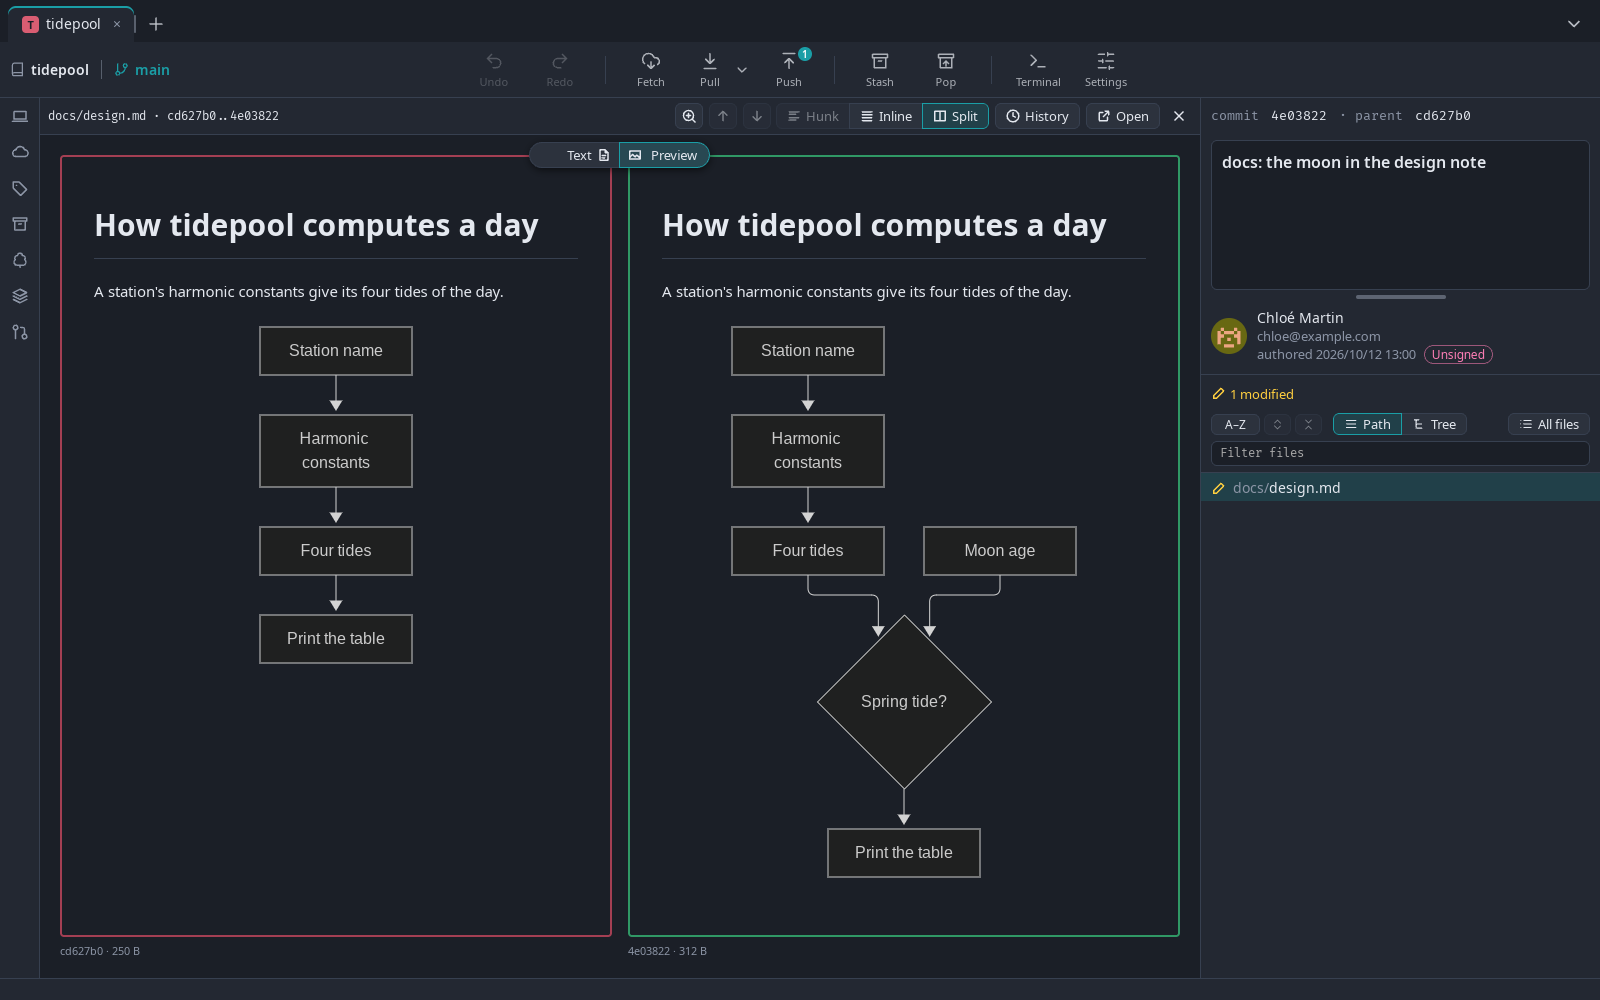 T tidepool ×
tidepool
main
Undo
Redo
Fetch
Pull
Push
1
Stash
Pop
Terminal
Settings
docs/design.md · cd627b0..4e03822
Hunk
Inline
Split
History
Open
Text
Preview
How tidepool computes a day
A station's harmonic constants give its four tides of the day.
Station name
Harmonic
constants
Four tides
Print the table
cd627b0 · 250 B
How tidepool computes a day
A station's harmonic constants give its four tides of the day.
Station name
Harmonic
constants
Four tides
Moon age
Spring tide?
Print the table
4e03822 · 312 B
commit 4e03822 · parent cd627b0
docs: the moon in the design note
Chloé Martin
chloe@example.com
authored 2026/10/12 13:00 Unsigned
1 modified
A–Z
Path
Tree
All files
Filter files
docs/design.md